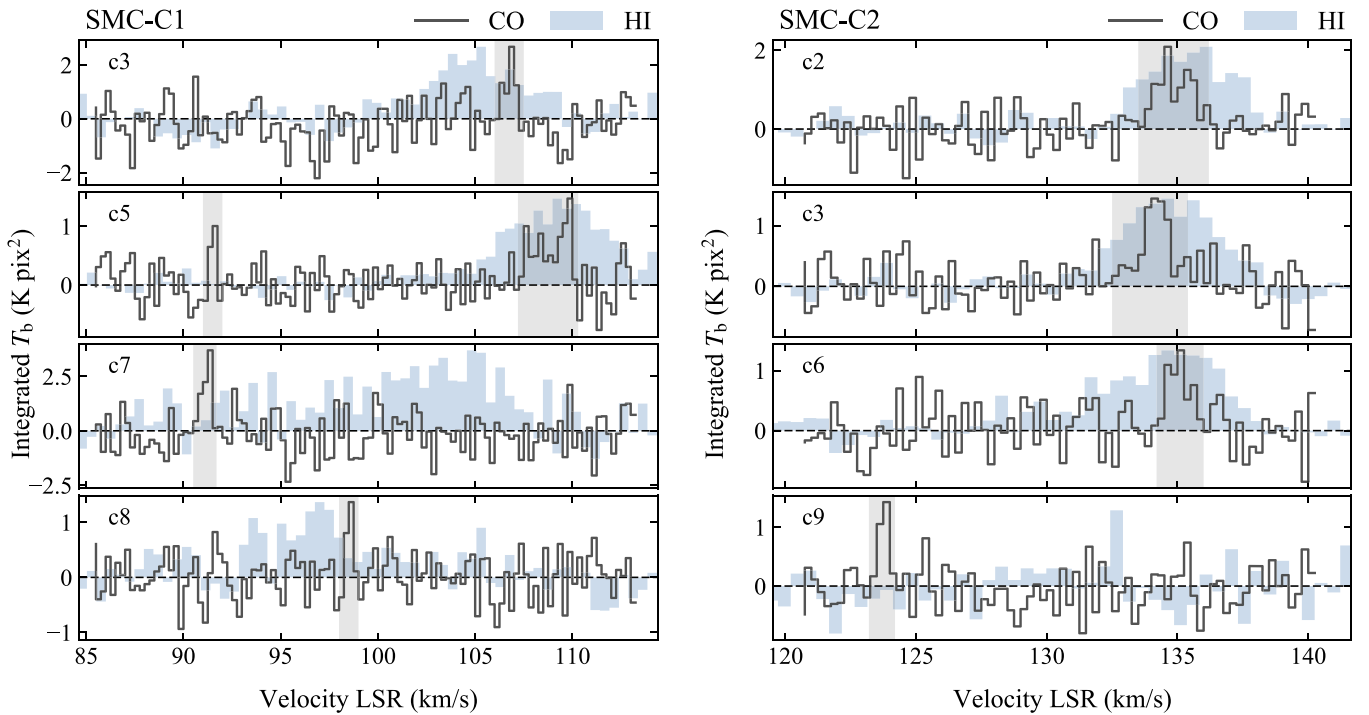 SMC-C1 CO HI
c3
2
0
−2
c5
1
0
c7
2.5
0.0
−2.5
c8
1
0
−1
85 90 95 100 105 110
Velocity LSR (km/s)
Integrated Tb (K pix²)
SMC-C2 CO HI
c2
2
0
c3
1
0
c6
1
0
c9
1
0
120 125 130 135 140
Velocity LSR (km/s)
Integrated Tb (K pix²)